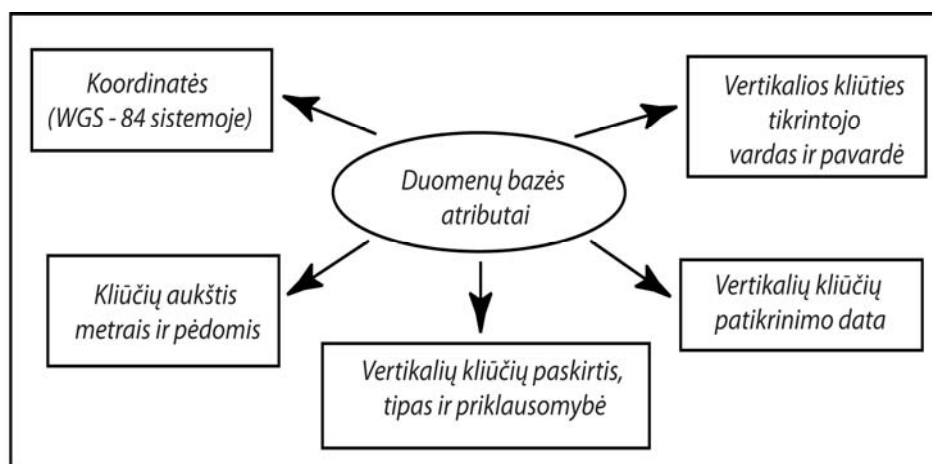 Koordinatės
(WGS - 84 sistemoje)
Vertikalios kliūties
tikrintojo
vardas ir pavardė
Duomenų bazės
atributai
Kliūčių aukštis
metrais ir pėdomis
Vertikalių kliūčių
patikrinimo data
Vertikalių kliūčių paskirtis,
tipas ir priklausomybė